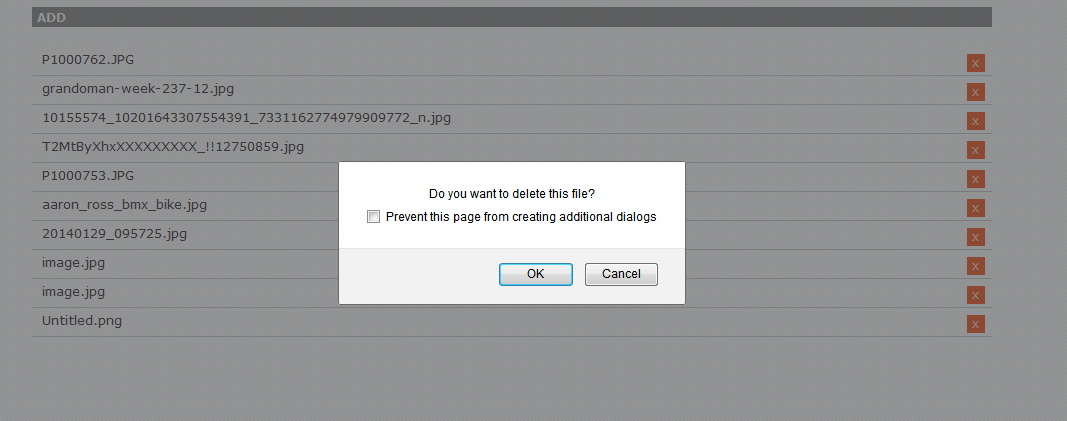 ADD
P1000762.JPG
x
grandoman-week-237-12.jpg
x
10155574_10201643307554391_7331162774979909772_n.jpg
x
T2MtByXhxXXXXXXXXX_!!12750859.jpg
x
P1000753.JPG
x
aaron_ross_bmx_bike.jpg
x
20140129_095725.jpg
x
image.jpg
x
image.jpg
x
Untitled.png
x
Do you want to delete this file?
Prevent this page from creating additional dialogs
OK
Cancel